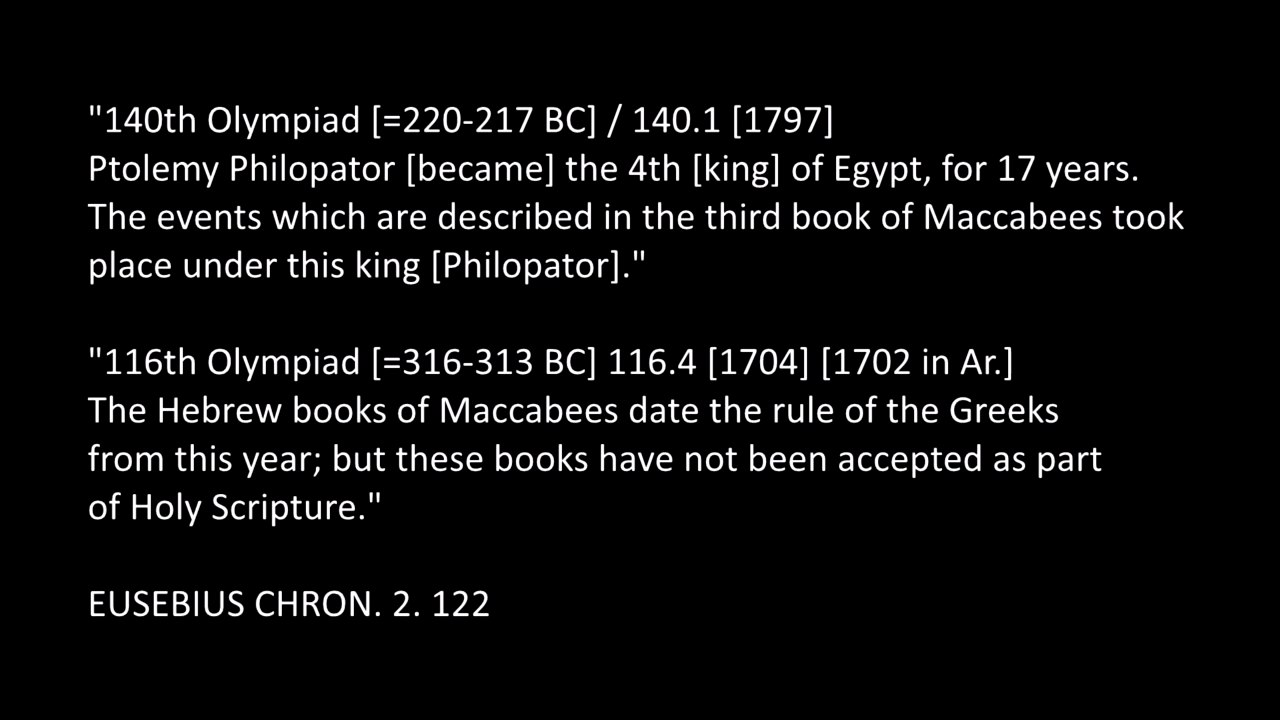 "140th Olympiad [=220-217 BC] / 140.1 [1797]
Ptolemy Philopator [became] the 4th [king] of Egypt, for 17 years.
The events which are described in the third book of Maccabees took
place under this king [Philopator]."
"116th Olympiad [=316-313 BC] 116.4 [1704] [1702 in Ar.]
The Hebrew books of Maccabees date the rule of the Greeks
from this year; but these books have not been accepted as part
of Holy Scripture."
EUSEBIUS CHRON. 2. 122